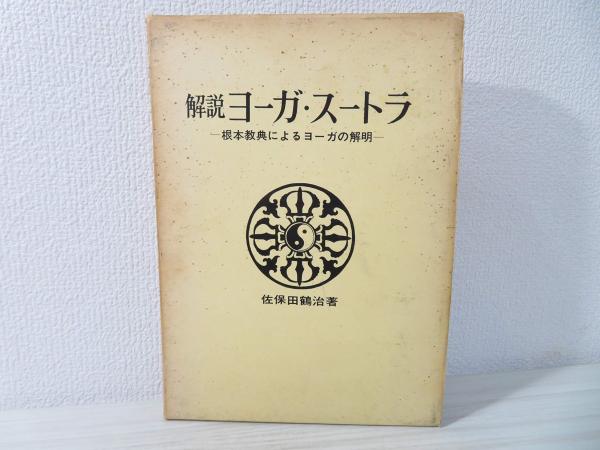 解説ヨーガ・スートラ
―根本教典によるヨーガの解明―
佐保田鶴治著